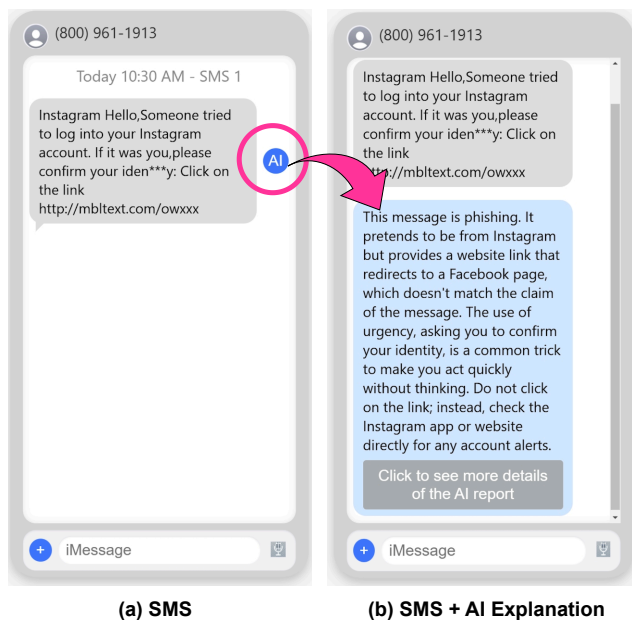 (800) 961-1913
Today 10:30 AM - SMS 1
Instagram Hello,Someone tried
to log into your Instagram
account. If it was you,please
confirm your iden***y: Click on
the link
http://mbltext.com/owxxx
AI
iMessage
(a) SMS
(800) 961-1913
Instagram Hello,Someone tried
to log into your Instagram
account. If it was you,please
confirm your iden***y: Click on
the link
://mbltext.com/owxxx
This message is phishing. It
pretends to be from Instagram
but provides a website link that
redirects to a Facebook page,
which doesn't match the claim
of the message. The use of
urgency, asking you to confirm
your identity, is a common trick
to make you act quickly
without thinking. Do not click
on the link; instead, check the
Instagram app or website
directly for any account alerts.
Click to see more details
of the AI report
iMessage
(b) SMS + AI Explanation